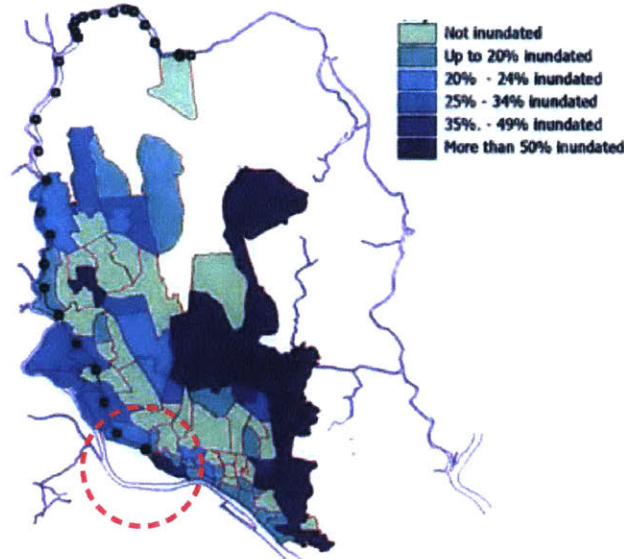 Not inundated
Up to 20% inundated
20% - 24% inundated
25% - 34% inundated
35%. - 49% inundated
More than 50% inundated